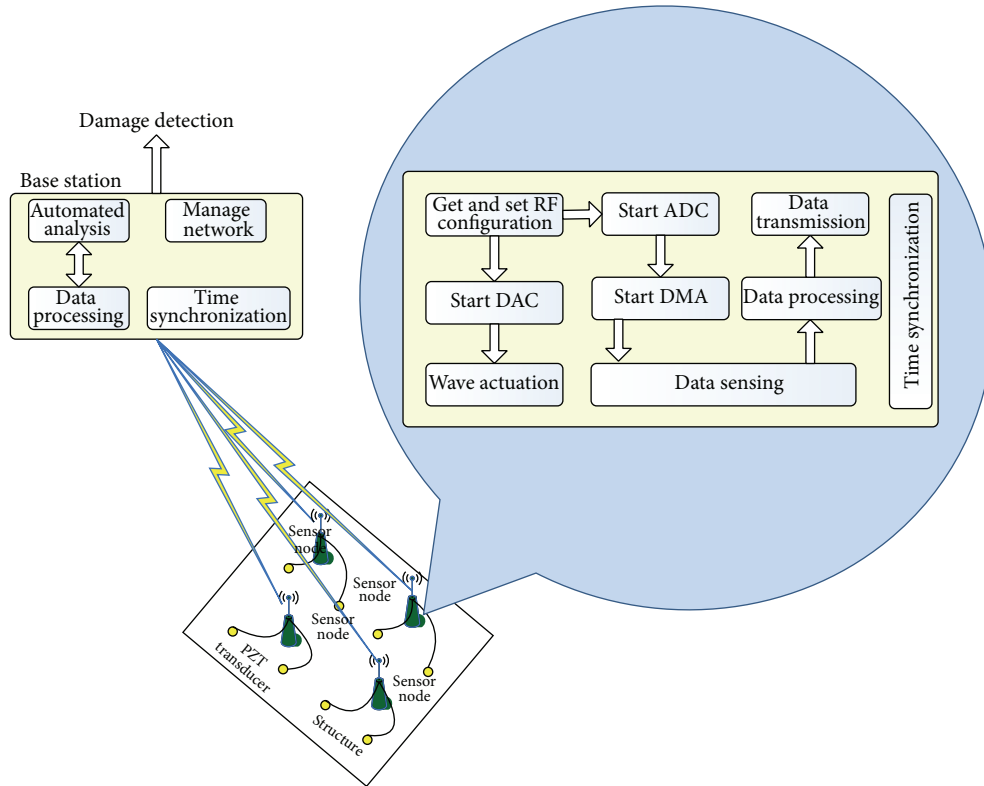 Damage detection
Base station
Automated
analysis
Manage
network
Data
processing
Time
synchronization
Get and set RF
configuration
Start ADC
Data
transmission
Start DAC
Start DMA
Data processing
Wave actuation
Data sensing
Time synchronization
Sensor
node
Sensor
node
Sensor
node
Sensor
node
PZT
transducer
Structure